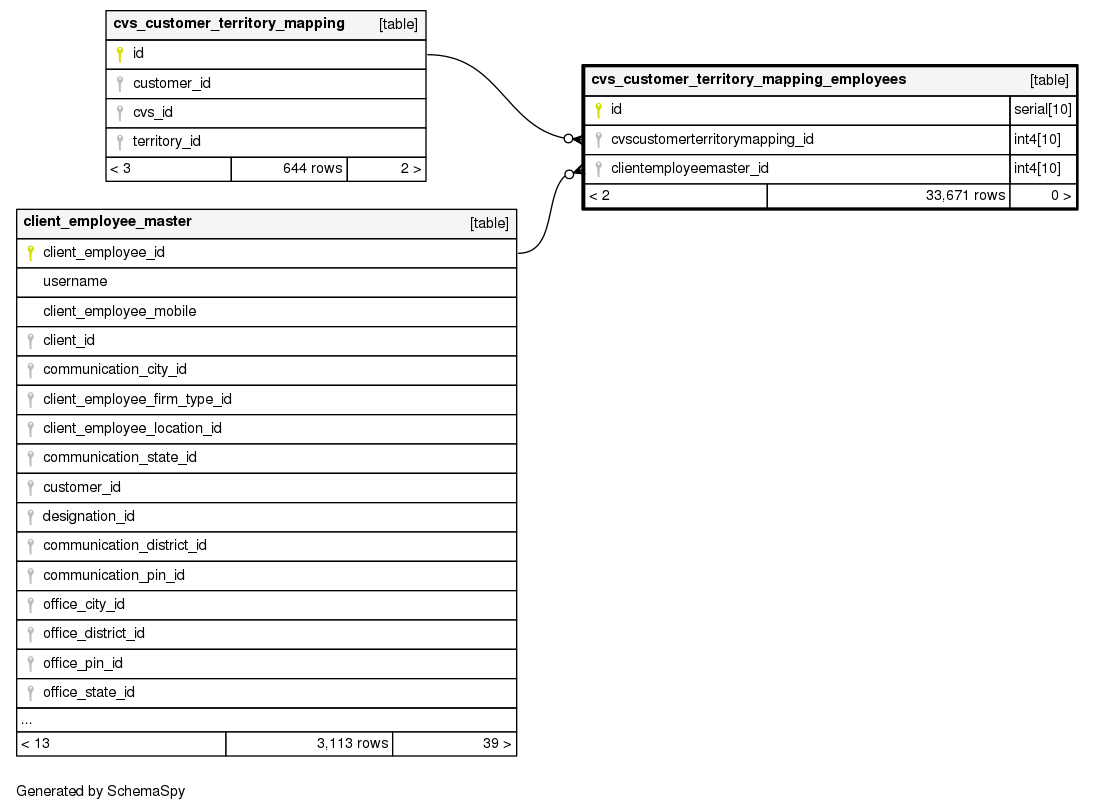 cvs_customer_territory_mapping [table]
id
customer_id
cvs_id
territory_id
< 3 644 rows 2 >
cvs_customer_territory_mapping_employees [table]
id serial[10]
cvscustomerterritorymapping_id int4[10]
clientemployeemaster_id int4[10]
< 2 33,671 rows 0 >
client_employee_master [table]
client_employee_id
username
client_employee_mobile
client_id
communication_city_id
client_employee_firm_type_id
client_employee_location_id
communication_state_id
customer_id
designation_id
communication_district_id
communication_pin_id
office_city_id
office_district_id
office_pin_id
office_state_id
...
< 13 3,113 rows 39 >
Generated by SchemaSpy